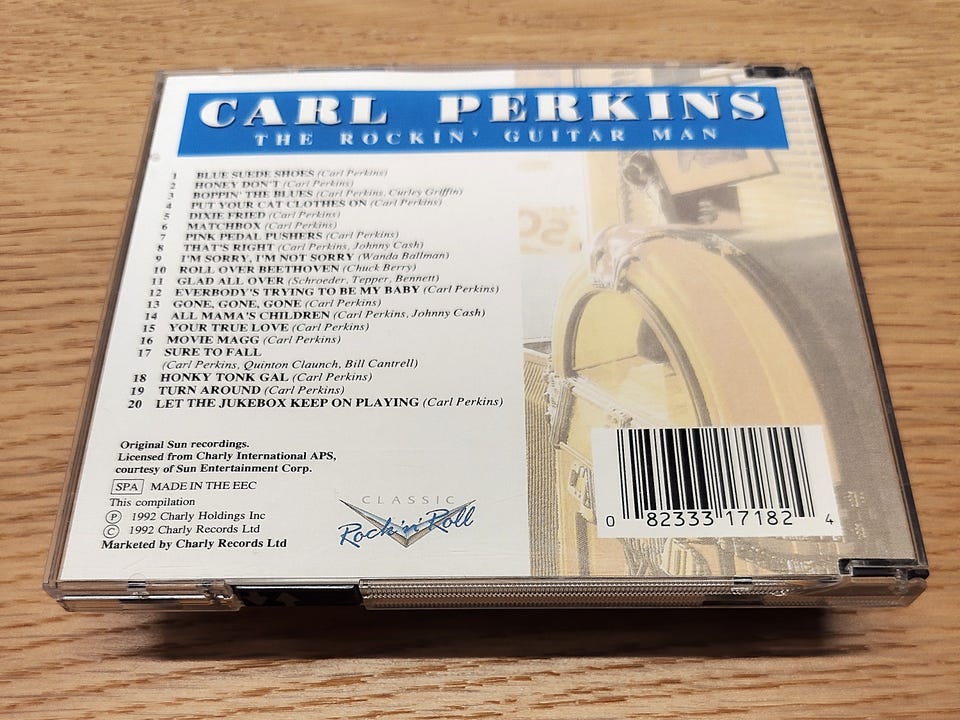 CARL PERKINS
THE ROCKIN' GUITAR MAN
1 BLUE SUEDE SHOES (Carl Perkins)
2 HONEY DON'T (Carl Perkins)
3 BOPPIN' THE BLUES (Carl Perkins, Curley Griffin)
4 PUT YOUR CAT CLOTHES ON (Carl Perkins)
5 DIXIE FRIED (Carl Perkins)
6 MATCHBOX (Carl Perkins)
7 PINK PEDAL PUSHERS (Carl Perkins)
8 THAT'S RIGHT (Carl Perkins, Johnny Cash)
9 I'M SORRY, I'M NOT SORRY (Wanda Ballman)
10 ROLL OVER BEETHOVEN (Chuck Berry)
11 GLAD ALL OVER (Schroeder, Tepper, Bennett)
12 EVERBODY'S TRYING TO BE MY BABY (Carl Perkins)
13 GONE, GONE, GONE (Carl Perkins)
14 ALL MAMA'S CHILDREN (Carl Perkins, Johnny Cash)
15 YOUR TRUE LOVE (Carl Perkins)
16 MOVIE MAGG (Carl Perkins)
17 SURE TO FALL
(Carl Perkins, Quinton Claunch, Bill Cantrell)
18 HONKY TONK GAL (Carl Perkins)
19 TURN AROUND (Carl Perkins)
20 LET THE JUKEBOX KEEP ON PLAYING (Carl Perkins)
Original Sun recordings.
Licensed from Charly International APS,
courtesy of Sun Entertainment Corp.
SPA MADE IN THE EEC
This compilation
℗ 1992 Charly Holdings Inc
© 1992 Charly Records Ltd
Marketed by Charly Records Ltd
CLASSIC
Rock 'n' Roll
0 82333 17182 4